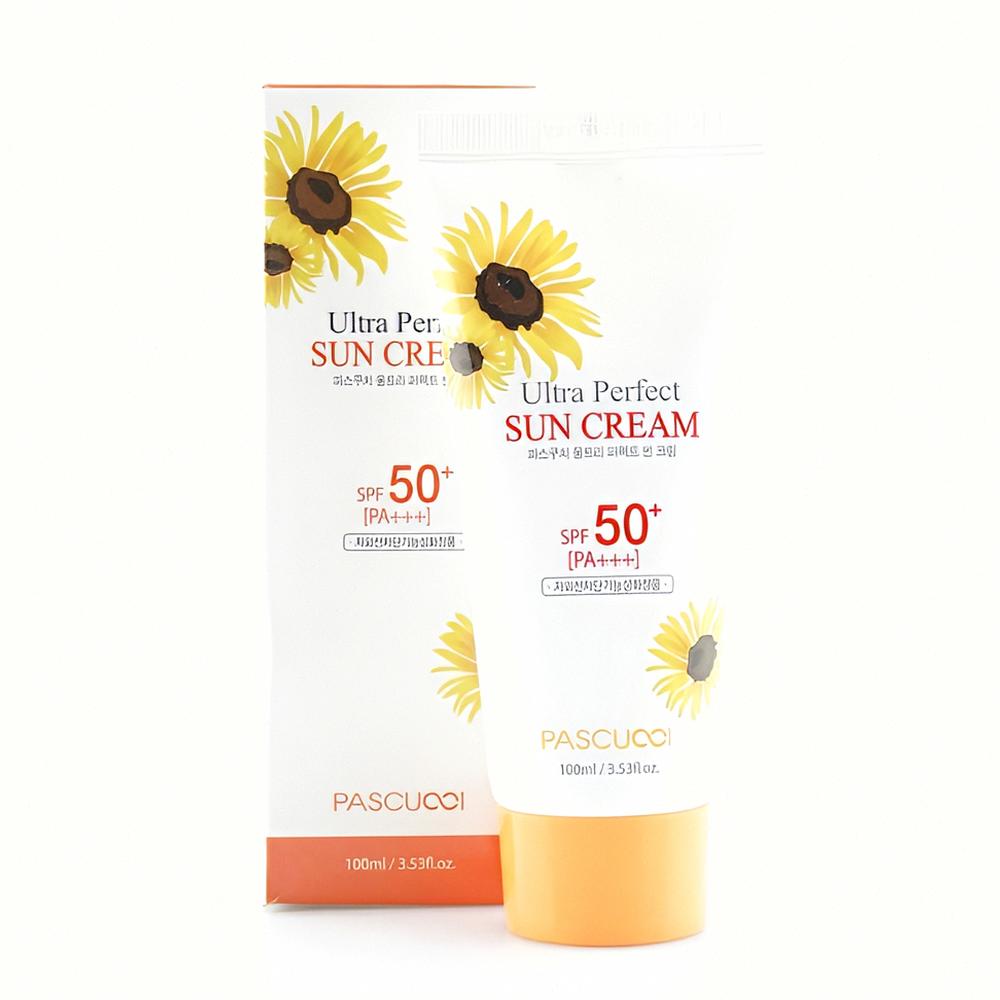 Ultra Per
SUN CRE
SPF 50+
[PA+++]
PASCUCCI
100ml / 3.53fl.oz.
Ultra Perfect
SUN CREAM
SPF 50+
[PA+++]
PASCUCCI
100ml / 3.53fl.oz.